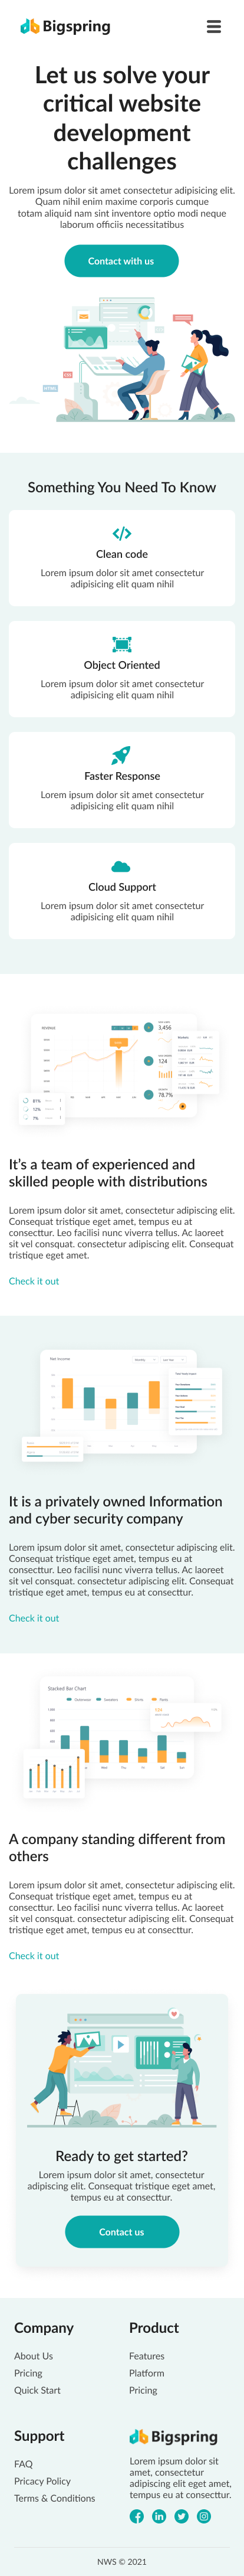 Bigspring
Let us solve your
critical website
development
challenges
Lorem ipsum dolor sit amet consectetur adipisicing elit.
Quam nihil enim maxime corporis cumque
totam aliquid nam sint inventore optio modi neque
laborum officiis necessitatibus
Contact with us
CSS
HTML
Something You Need To Know
Clean code
Lorem ipsum dolor sit amet consectetur
adipisicing elit quam nihil
Object Oriented
Lorem ipsum dolor sit amet consectetur
adipisicing elit quam nihil
Faster Response
Lorem ipsum dolor sit amet consectetur
adipisicing elit quam nihil
Cloud Support
Lorem ipsum dolor sit amet consectetur
adipisicing elit quam nihil
REVENUE
3,456
124
78.7%
81%
12%
7%
It's a team of experienced and
skilled people with distributions
Lorem ipsum dolor sit amet, consectetur adipisicing elit.
Consequat tristique eget amet, tempus eu at
consecttur. Leo facilisi nunc viverra tellus. Ac laoreet
sit vel consquat. consectetur adipiscing elit. Consequat
tristique eget amet.
Check it out
Net Income
Monthly
It is a privately owned Information
and cyber security company
Lorem ipsum dolor sit amet, consectetur adipisicing elit.
Consequat tristique eget amet, tempus eu at
consecttur. Leo facilisi nunc viverra tellus. Ac laoreet
sit vel consquat. consectetur adipiscing elit. Consequat
tristique eget amet, tempus eu at consecttur.
Check it out
Stacked Bar Chart
A company standing different from
others
Lorem ipsum dolor sit amet, consectetur adipisicing elit.
Consequat tristique eget amet, tempus eu at
consecttur. Leo facilisi nunc viverra tellus. Ac laoreet
sit vel consquat. consectetur adipiscing elit. Consequat
tristique eget amet, tempus eu at consecttur.
Check it out
Ready to get started?
Lorem ipsum dolor sit amet, consectetur
adipiscing elit. Consequat tristique eget amet,
tempus eu at consecttur.
Contact us
Company
About Us
Pricing
Quick Start
Product
Features
Platform
Pricing
Support
FAQ
Pricacy Policy
Terms & Conditions
Bigspring
Lorem ipsum dolor sit
amet, consectetur
adipiscing elit eget amet,
tempus eu at consecttur.
NWS © 2021